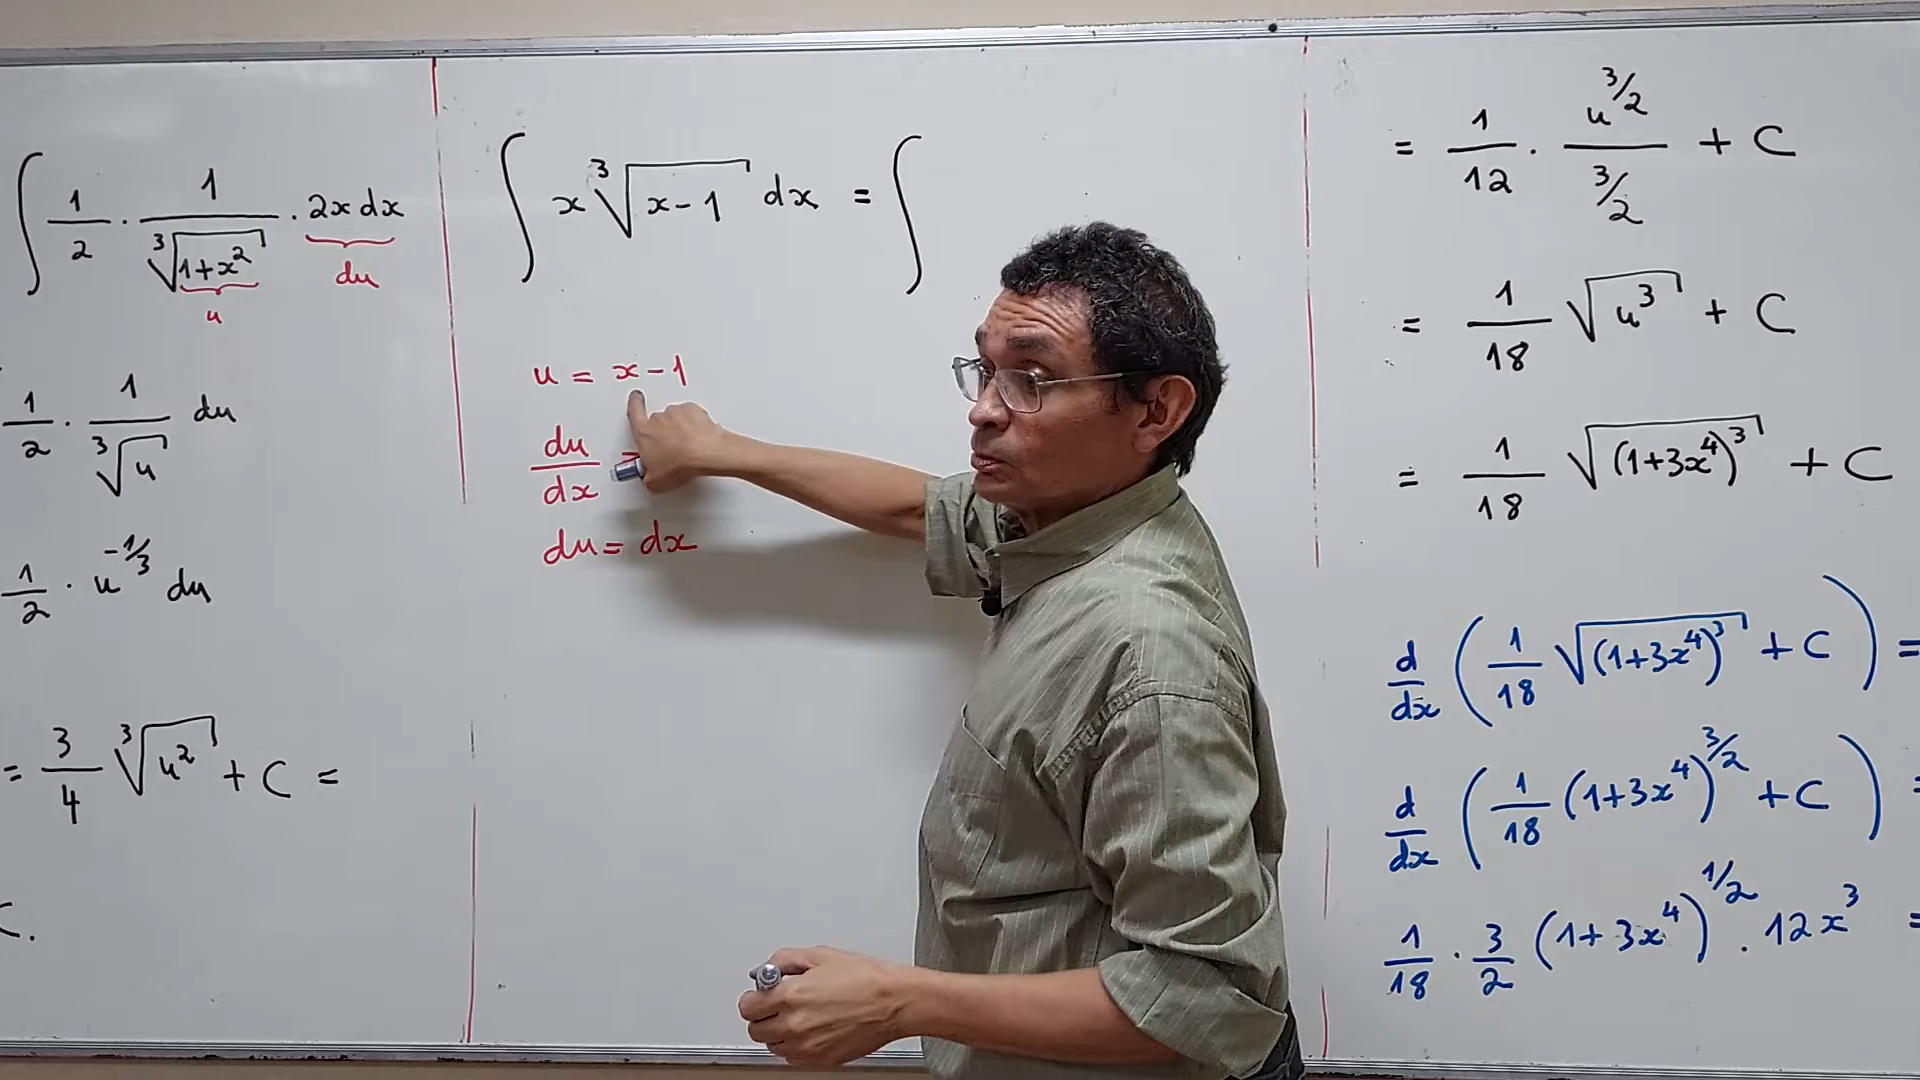 ∫ 1/2 · 1/∛(1+x²) · 2x dx
u
du
1/2 · 1/∛u du
1/2 · u^(-1/3) du
= 3/4 ∛(u²) + C =
C.
∫ x ∛(x-1) dx = ∫
u = x-1
du/dx =
du = dx
= 1/12 · u^(3/2)/(3/2) + C
= 1/18 √(u³) + C
= 1/18 √((1+3x⁴)³) + C
d/dx (1/18 √((1+3x⁴)³) + C) =
d/dx (1/18 (1+3x⁴)^(3/2) + C) =
1/18 · 3/2 (1+3x⁴)^(1/2) · 12x³ =